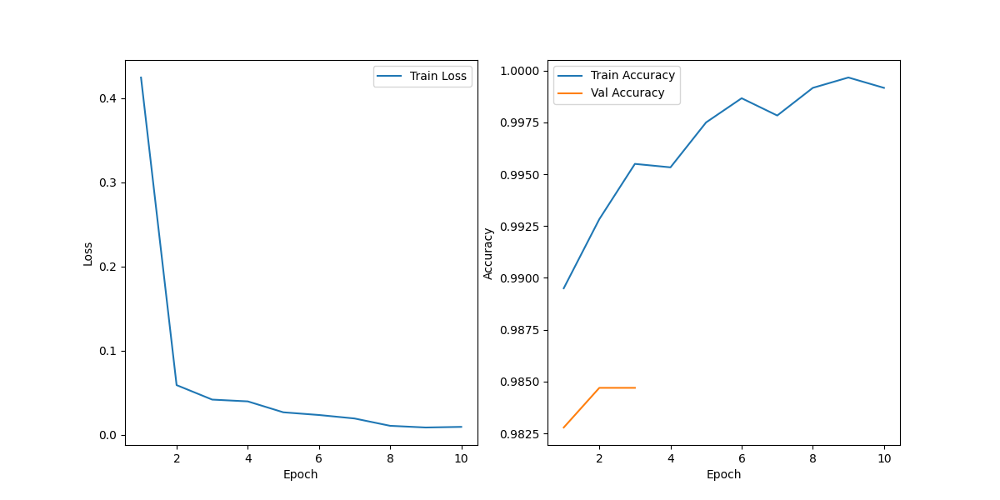 Train Loss
0.4
0.3
0.2
0.1
0.0
Loss
2 4 6 8 10
Epoch
Train Accuracy
Val Accuracy
1.0000
0.9975
0.9950
0.9925
0.9900
0.9875
0.9850
0.9825
Accuracy
2 4 6 8 10
Epoch